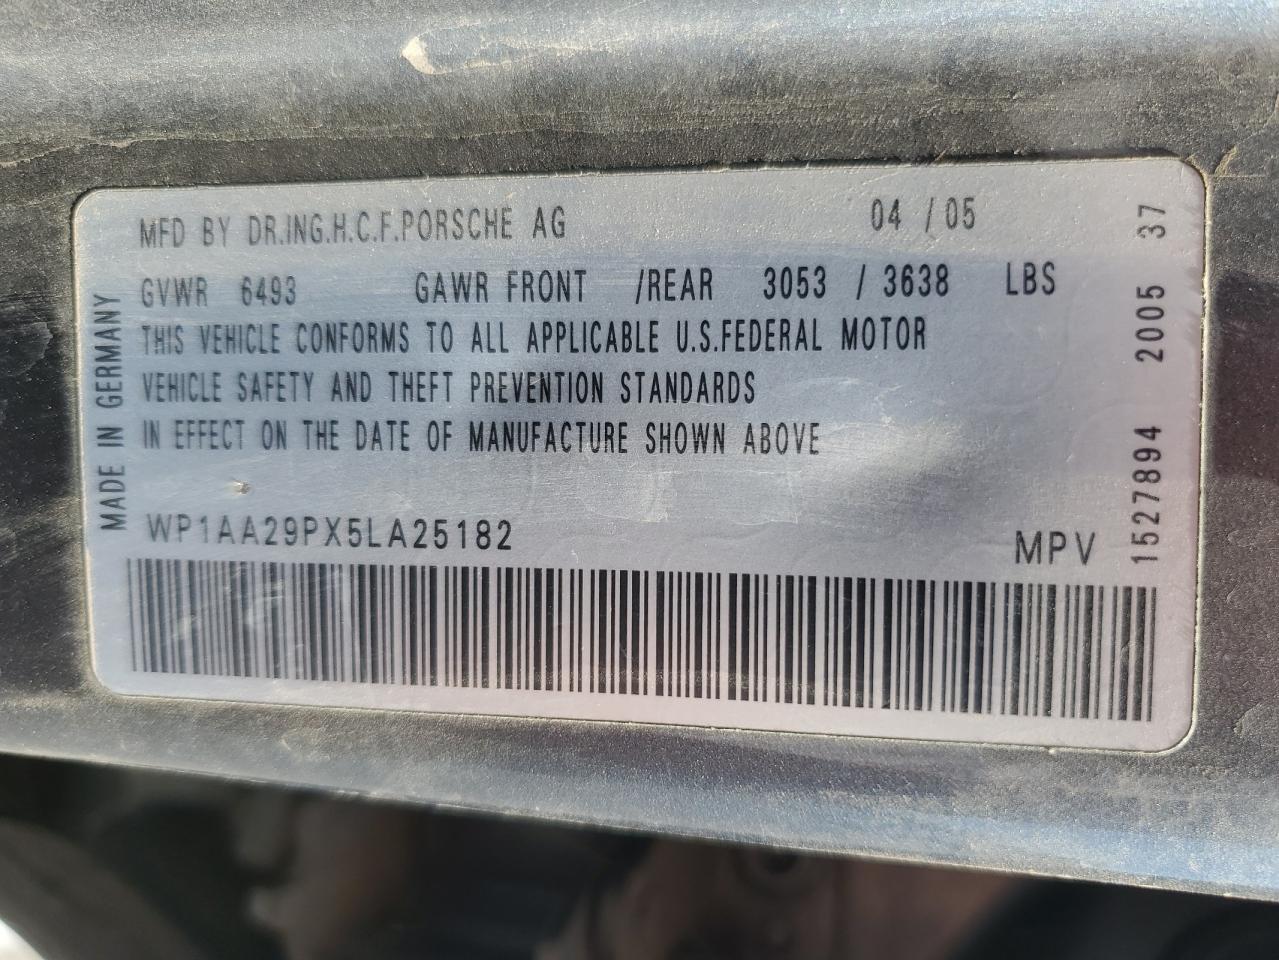 MFD BY DR.ING.H.C.F.PORSCHE AG 04 / 05
GVWR 6493 GAWR FRONT /REAR 3053 / 3638 LBS
THIS VEHICLE CONFORMS TO ALL APPLICABLE U.S.FEDERAL MOTOR
VEHICLE SAFETY AND THEFT PREVENTION STANDARDS
IN EFFECT ON THE DATE OF MANUFACTURE SHOWN ABOVE
WP1AA29PX5LA25182 MPV
MADE IN GERMANY
1527894 2005 37